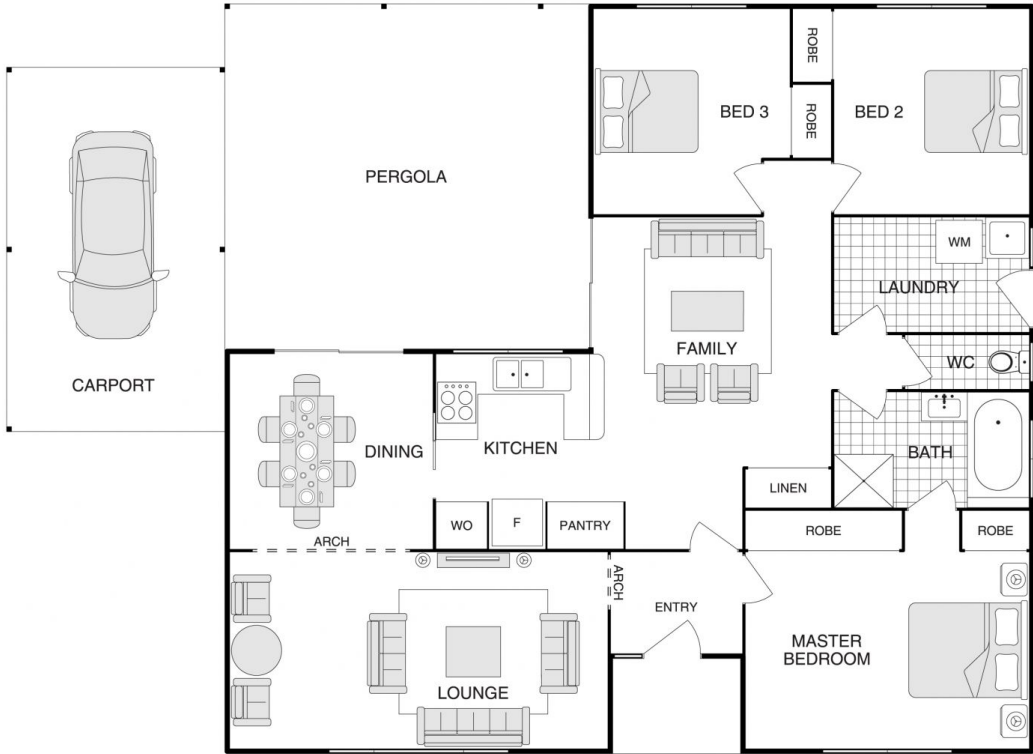 ROBE
BED 3
ROBE
BED 2
PERGOLA
WM
LAUNDRY
FAMILY
WC
CARPORT
DINING
KITCHEN
BATH
LINEN
WO
F
PANTRY
ROBE
ROBE
ARCH
ARCH
ENTRY
MASTER
BEDROOM
LOUNGE